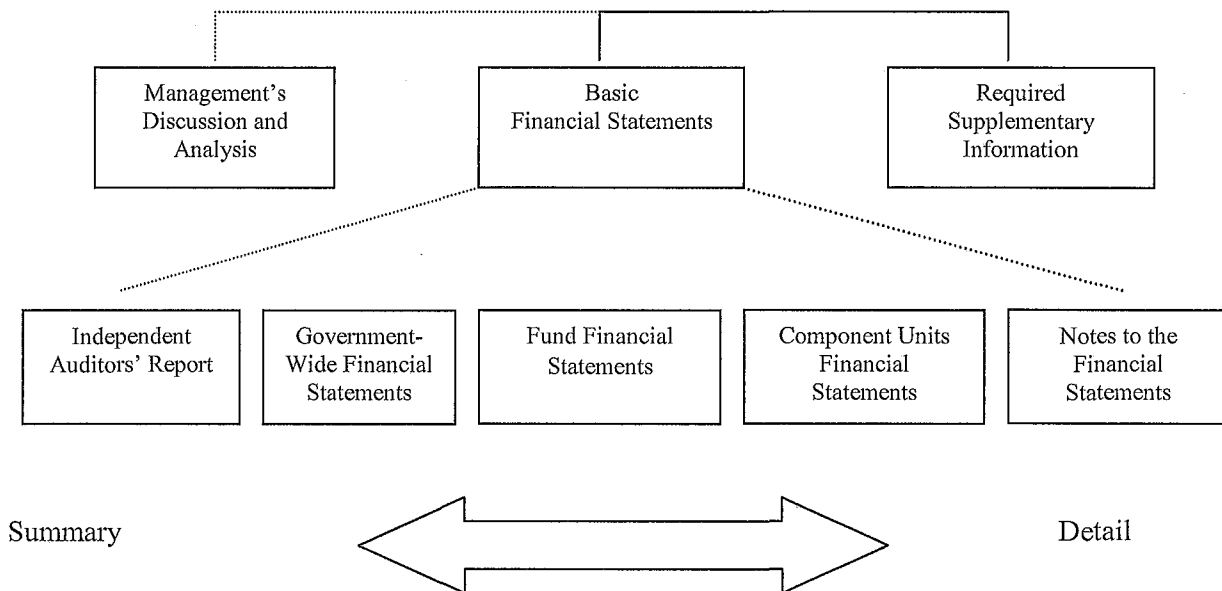 Management’s
Discussion and
Analysis
Basic
Financial Statements
Required
Supplementary
Information
Independent
Auditors’ Report
Government-
Wide Financial
Statements
Fund Financial
Statements
Component Units
Financial
Statements
Notes to the
Financial
Statements
Summary
Detail